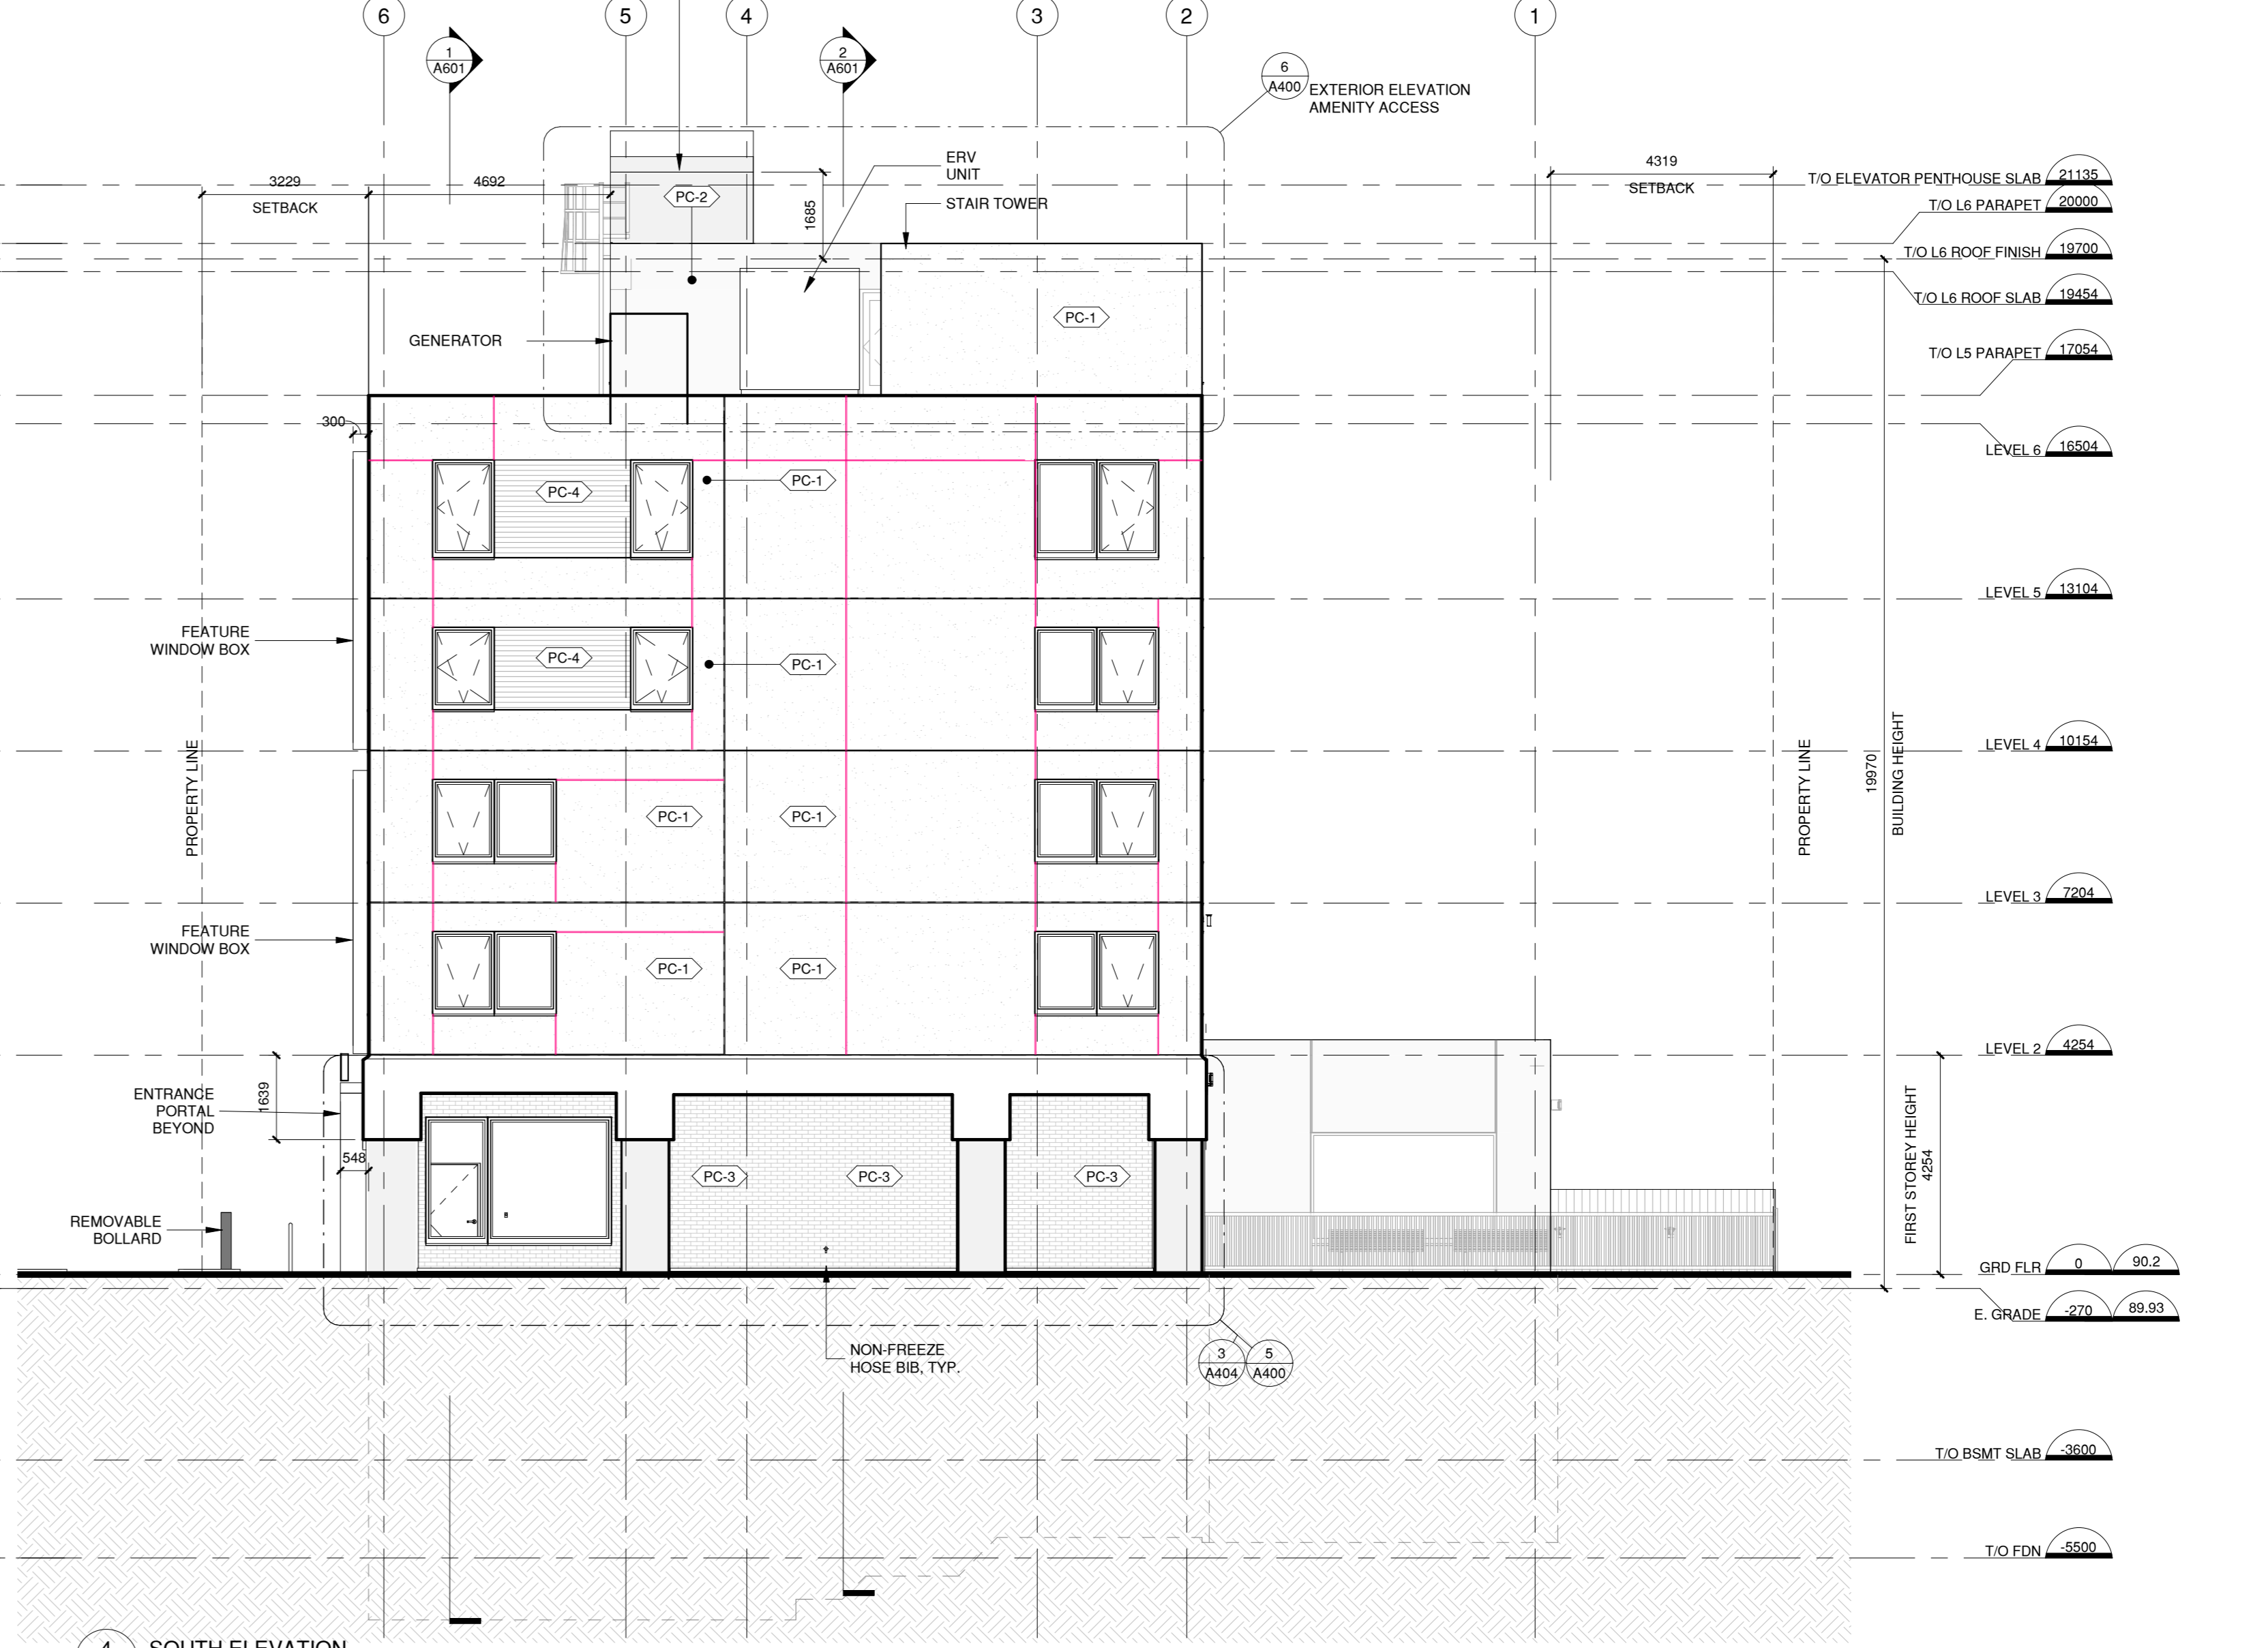 6
5
4
3
2
1
1
A601
2
A601
6
A400
EXTERIOR ELEVATION
AMENITY ACCESS
3229
SETBACK
4692
PC-2
1685
ERV
UNIT
STAIR TOWER
4319
SETBACK
T/O ELEVATOR PENTHOUSE SLAB 21135
T/O L6 PARAPET 20000
T/O L6 ROOF FINISH 19700
T/O L6 ROOF SLAB 19454
T/O L5 PARAPET 17054
GENERATOR
PC-1
300
LEVEL 6 16504
PC-4
PC-1
LEVEL 5 13104
FEATURE
WINDOW BOX
PC-4
PC-1
LEVEL 4 10154
PROPERTY LINE
PROPERTY LINE
19970
BUILDING HEIGHT
PC-1
PC-1
LEVEL 3 7204
FEATURE
WINDOW BOX
PC-1
PC-1
LEVEL 2 4254
ENTRANCE
PORTAL
BEYOND
1639
548
PC-3
PC-3
PC-3
FIRST STOREY HEIGHT
4254
REMOVABLE
BOLLARD
GRD FLR 0 90.2
E. GRADE -270 89.93
NON-FREEZE
HOSE BIB, TYP.
3
A404
5
A400
T/O BSMT SLAB -3600
T/O FDN -5500
4 SOUTH ELEVATION